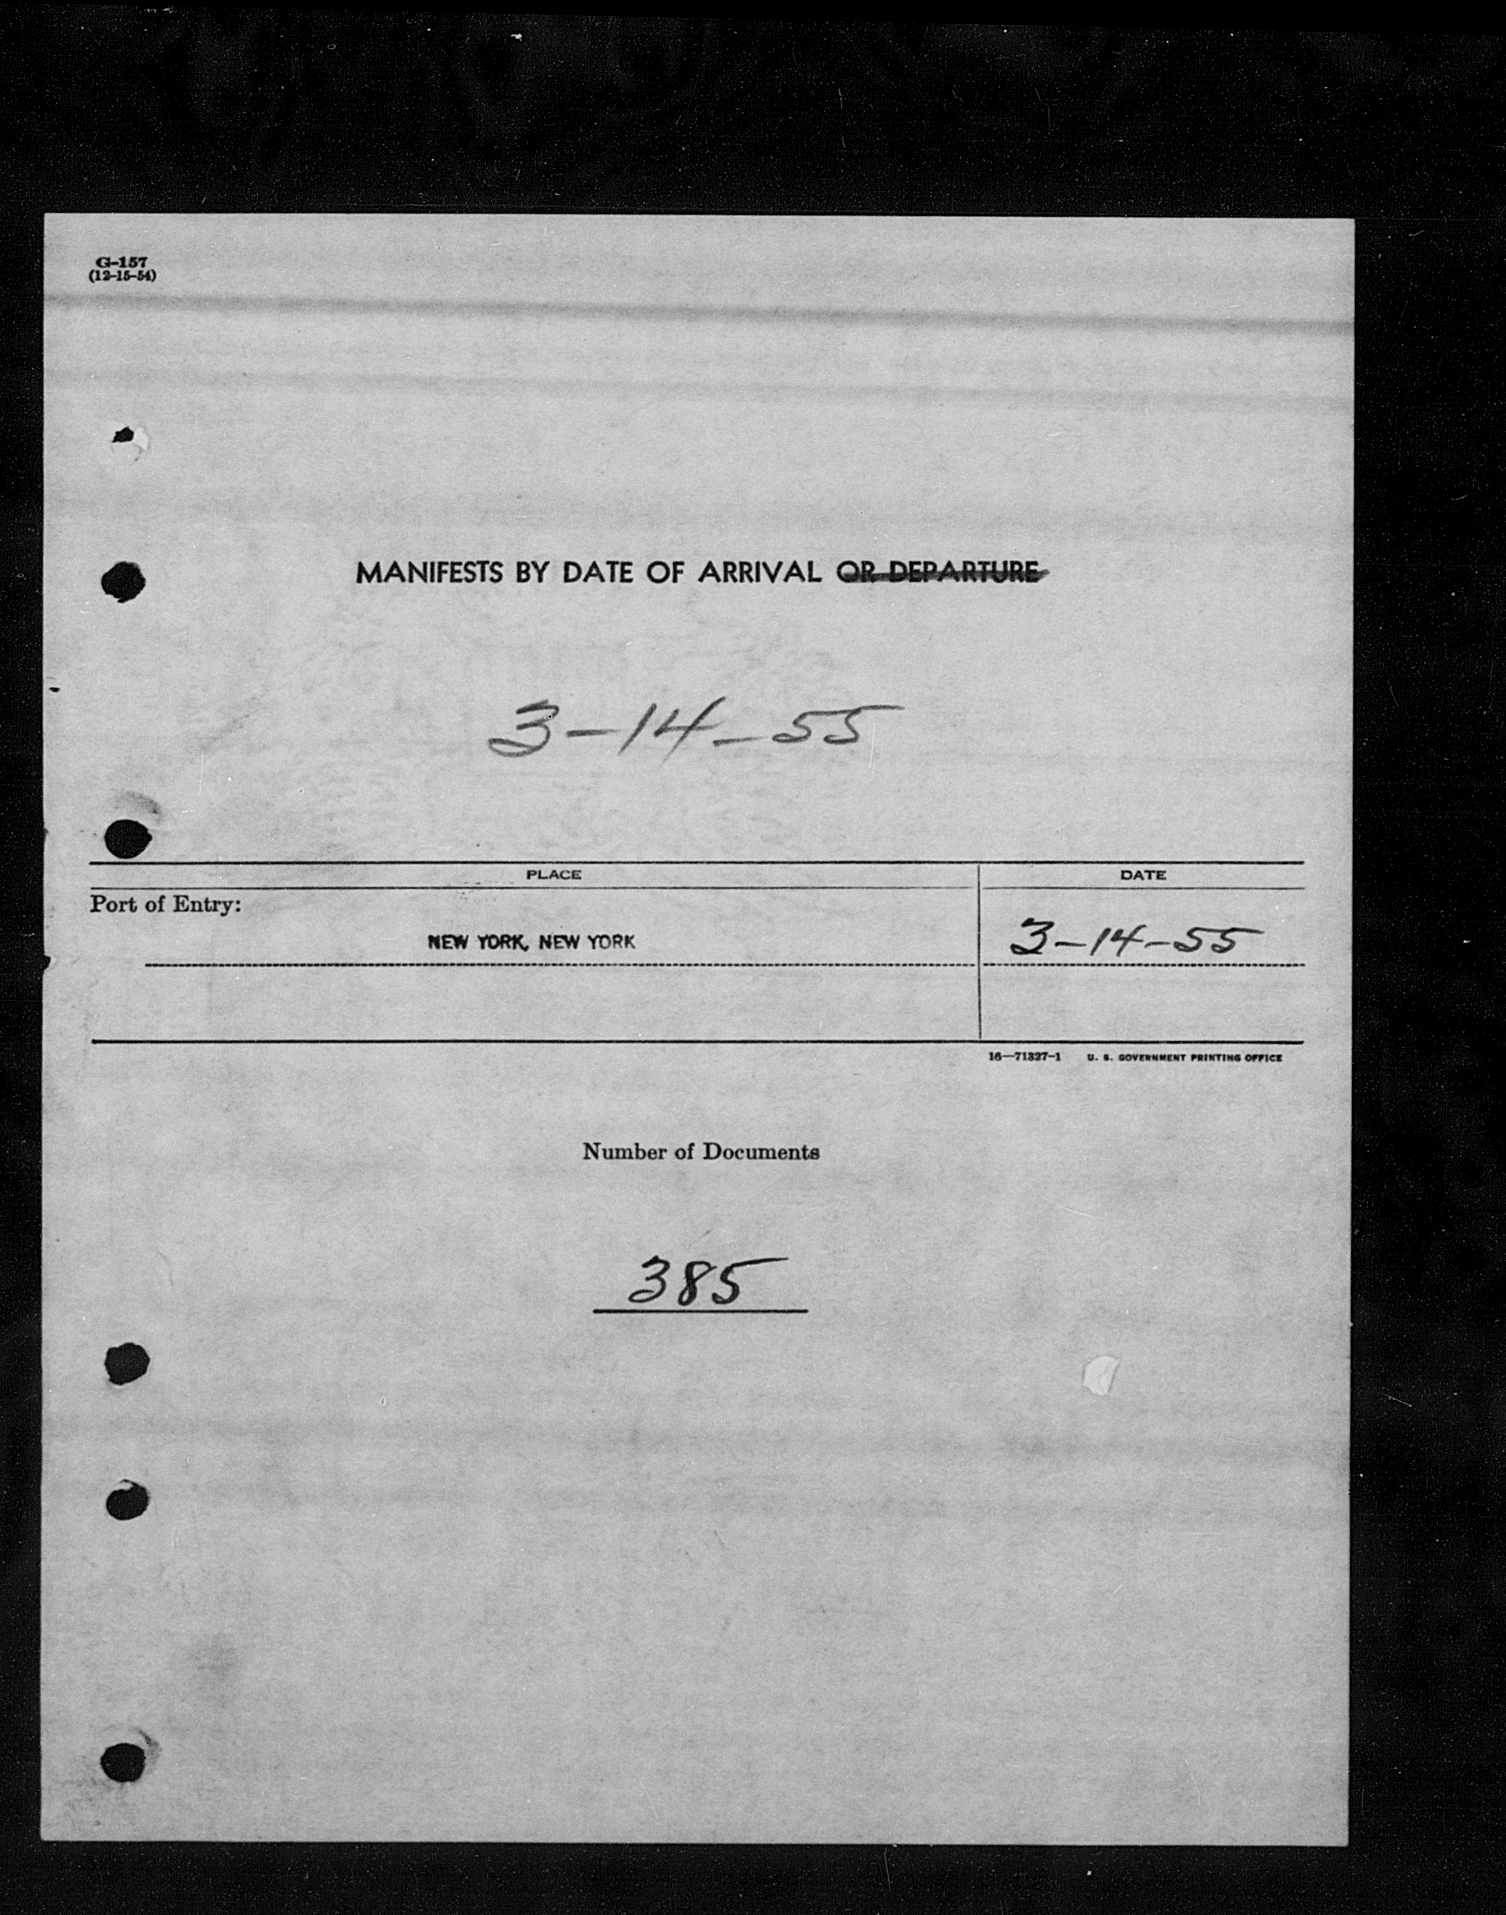 G-157
(12-15-54)
MANIFESTS BY DATE OF ARRIVAL OR DEPARTURE
3-14-55
PLACE DATE
Port of Entry:
NEW YORK, NEW YORK 3-14-55
16—71327-1 U. S. GOVERNMENT PRINTING OFFICE
Number of Documents
385